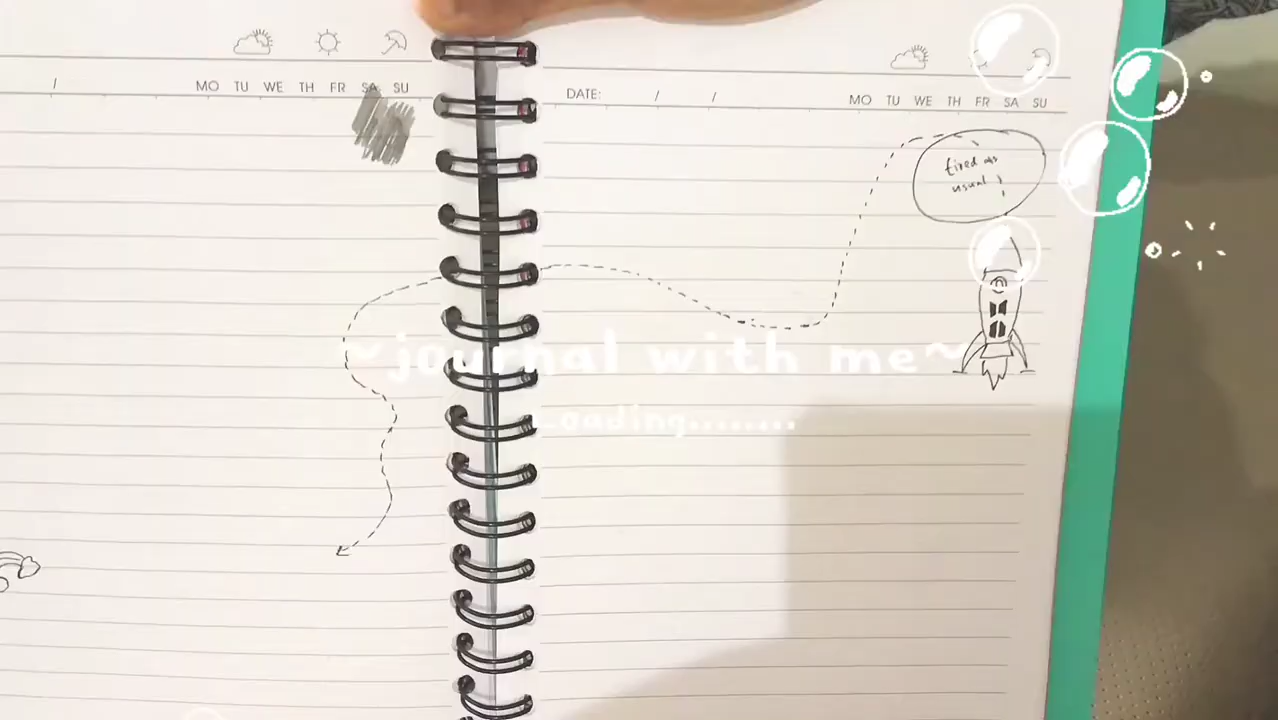 /
MO TU WE TH FR SA SU
DATE: / /
MO TU WE TH FR SA SU
tired as
usual
~journal with me~
Loading........